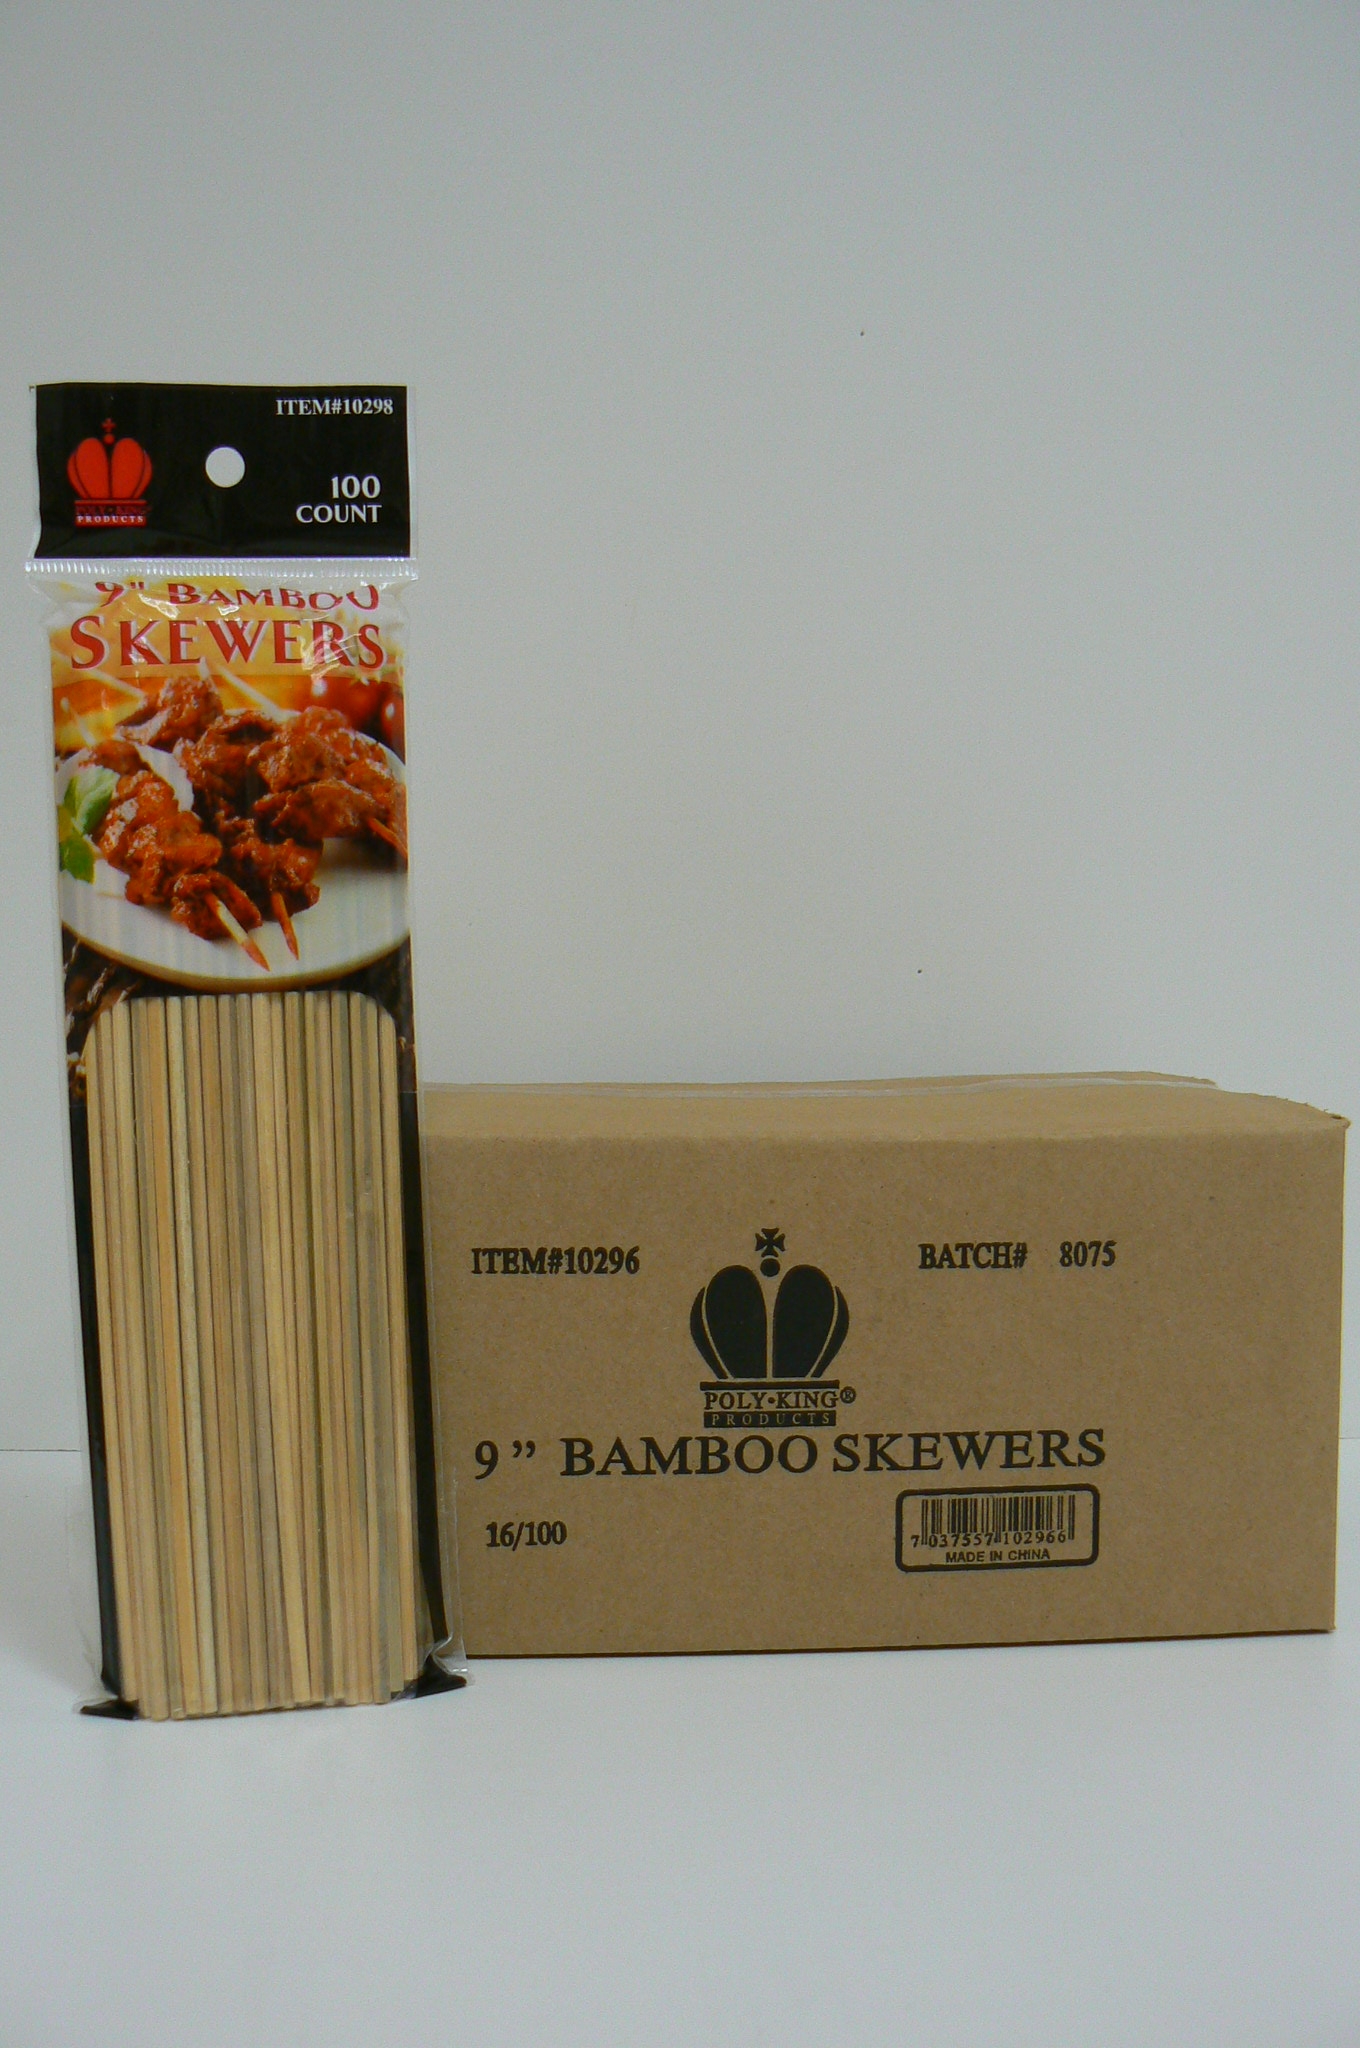 ITEM#10298
100
COUNT
POLY•KING
PRODUCTS
9" BAMBOO
SKEWERS
ITEM#10296
BATCH# 8075
POLY•KING®
PRODUCTS
9” BAMBOO SKEWERS
16/100
7 037557 102966
MADE IN CHINA